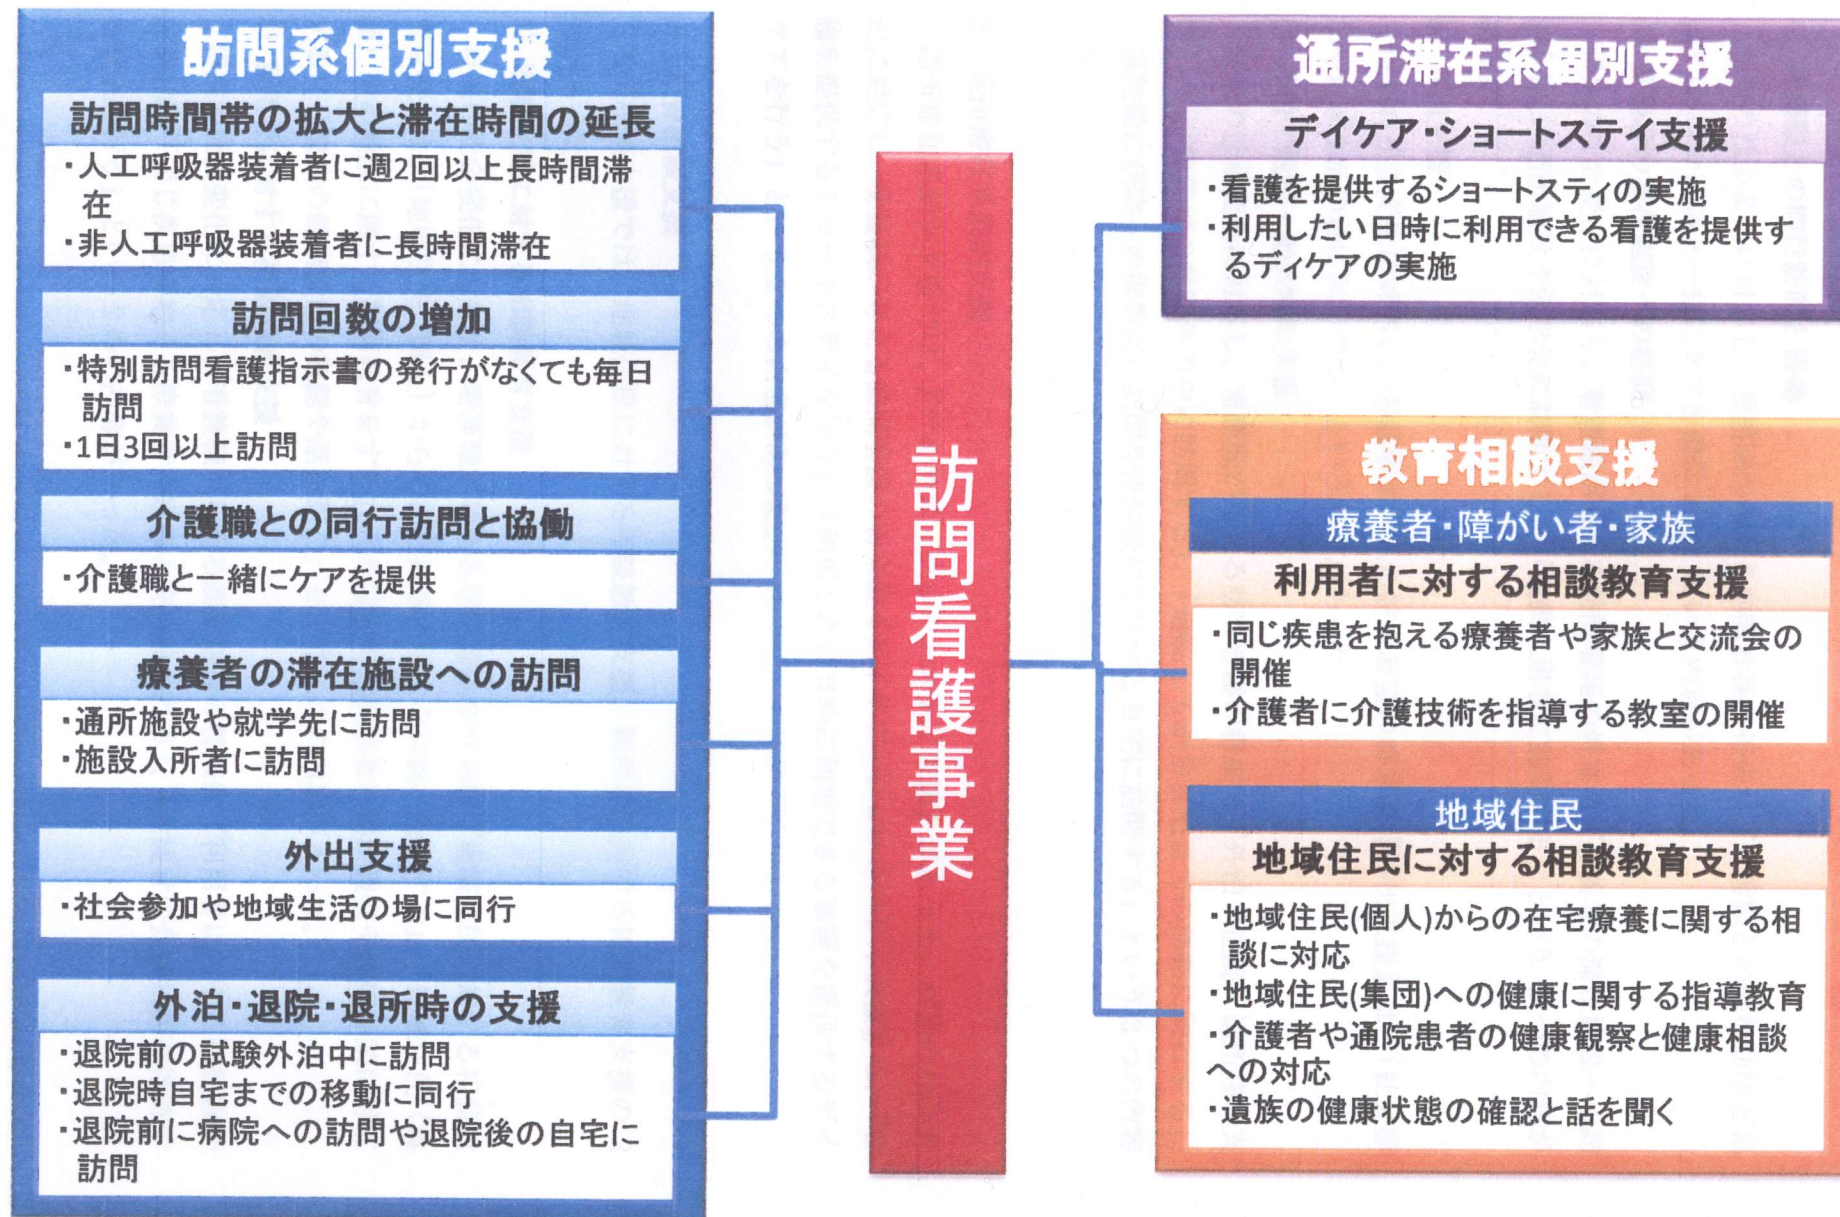 訪問系個別支援
訪問時間帯の拡大と滞在時間の延長
・人工呼吸器装着者に週2回以上長時間滞
在
・非人工呼吸器装着者に長時間滞在
訪問回数の増加
・特別訪問看護指示書の発行がなくても毎日
訪問
・1日3回以上訪問
介護職との同行訪問と協働
・介護職と一緒にケアを提供
療養者の滞在施設への訪問
・通所施設や就学先に訪問
・施設入所者に訪問
外出支援
・社会参加や地域生活の場に同行
外泊・退院・退所時の支援
・退院前の試験外泊中に訪問
・退院時自宅までの移動に同行
・退院前に病院への訪問や退院後の自宅に
訪問
訪問看護事業
通所滞在系個別支援
デイケア・ショートステイ支援
・看護を提供するショートスティの実施
・利用したい日時に利用できる看護を提供す
るディケアの実施
教育相談支援
療養者・障がい者・家族
利用者に対する相談教育支援
・同じ疾患を抱える療養者や家族と交流会の
開催
・介護者に介護技術を指導する教室の開催
地域住民
地域住民に対する相談教育支援
・地域住民(個人)からの在宅療養に関する相
談に対応
・地域住民(集団)への健康に関する指導教育
・介護者や通院患者の健康観察と健康相談
への対応
・遺族の健康状態の確認と話を聞く